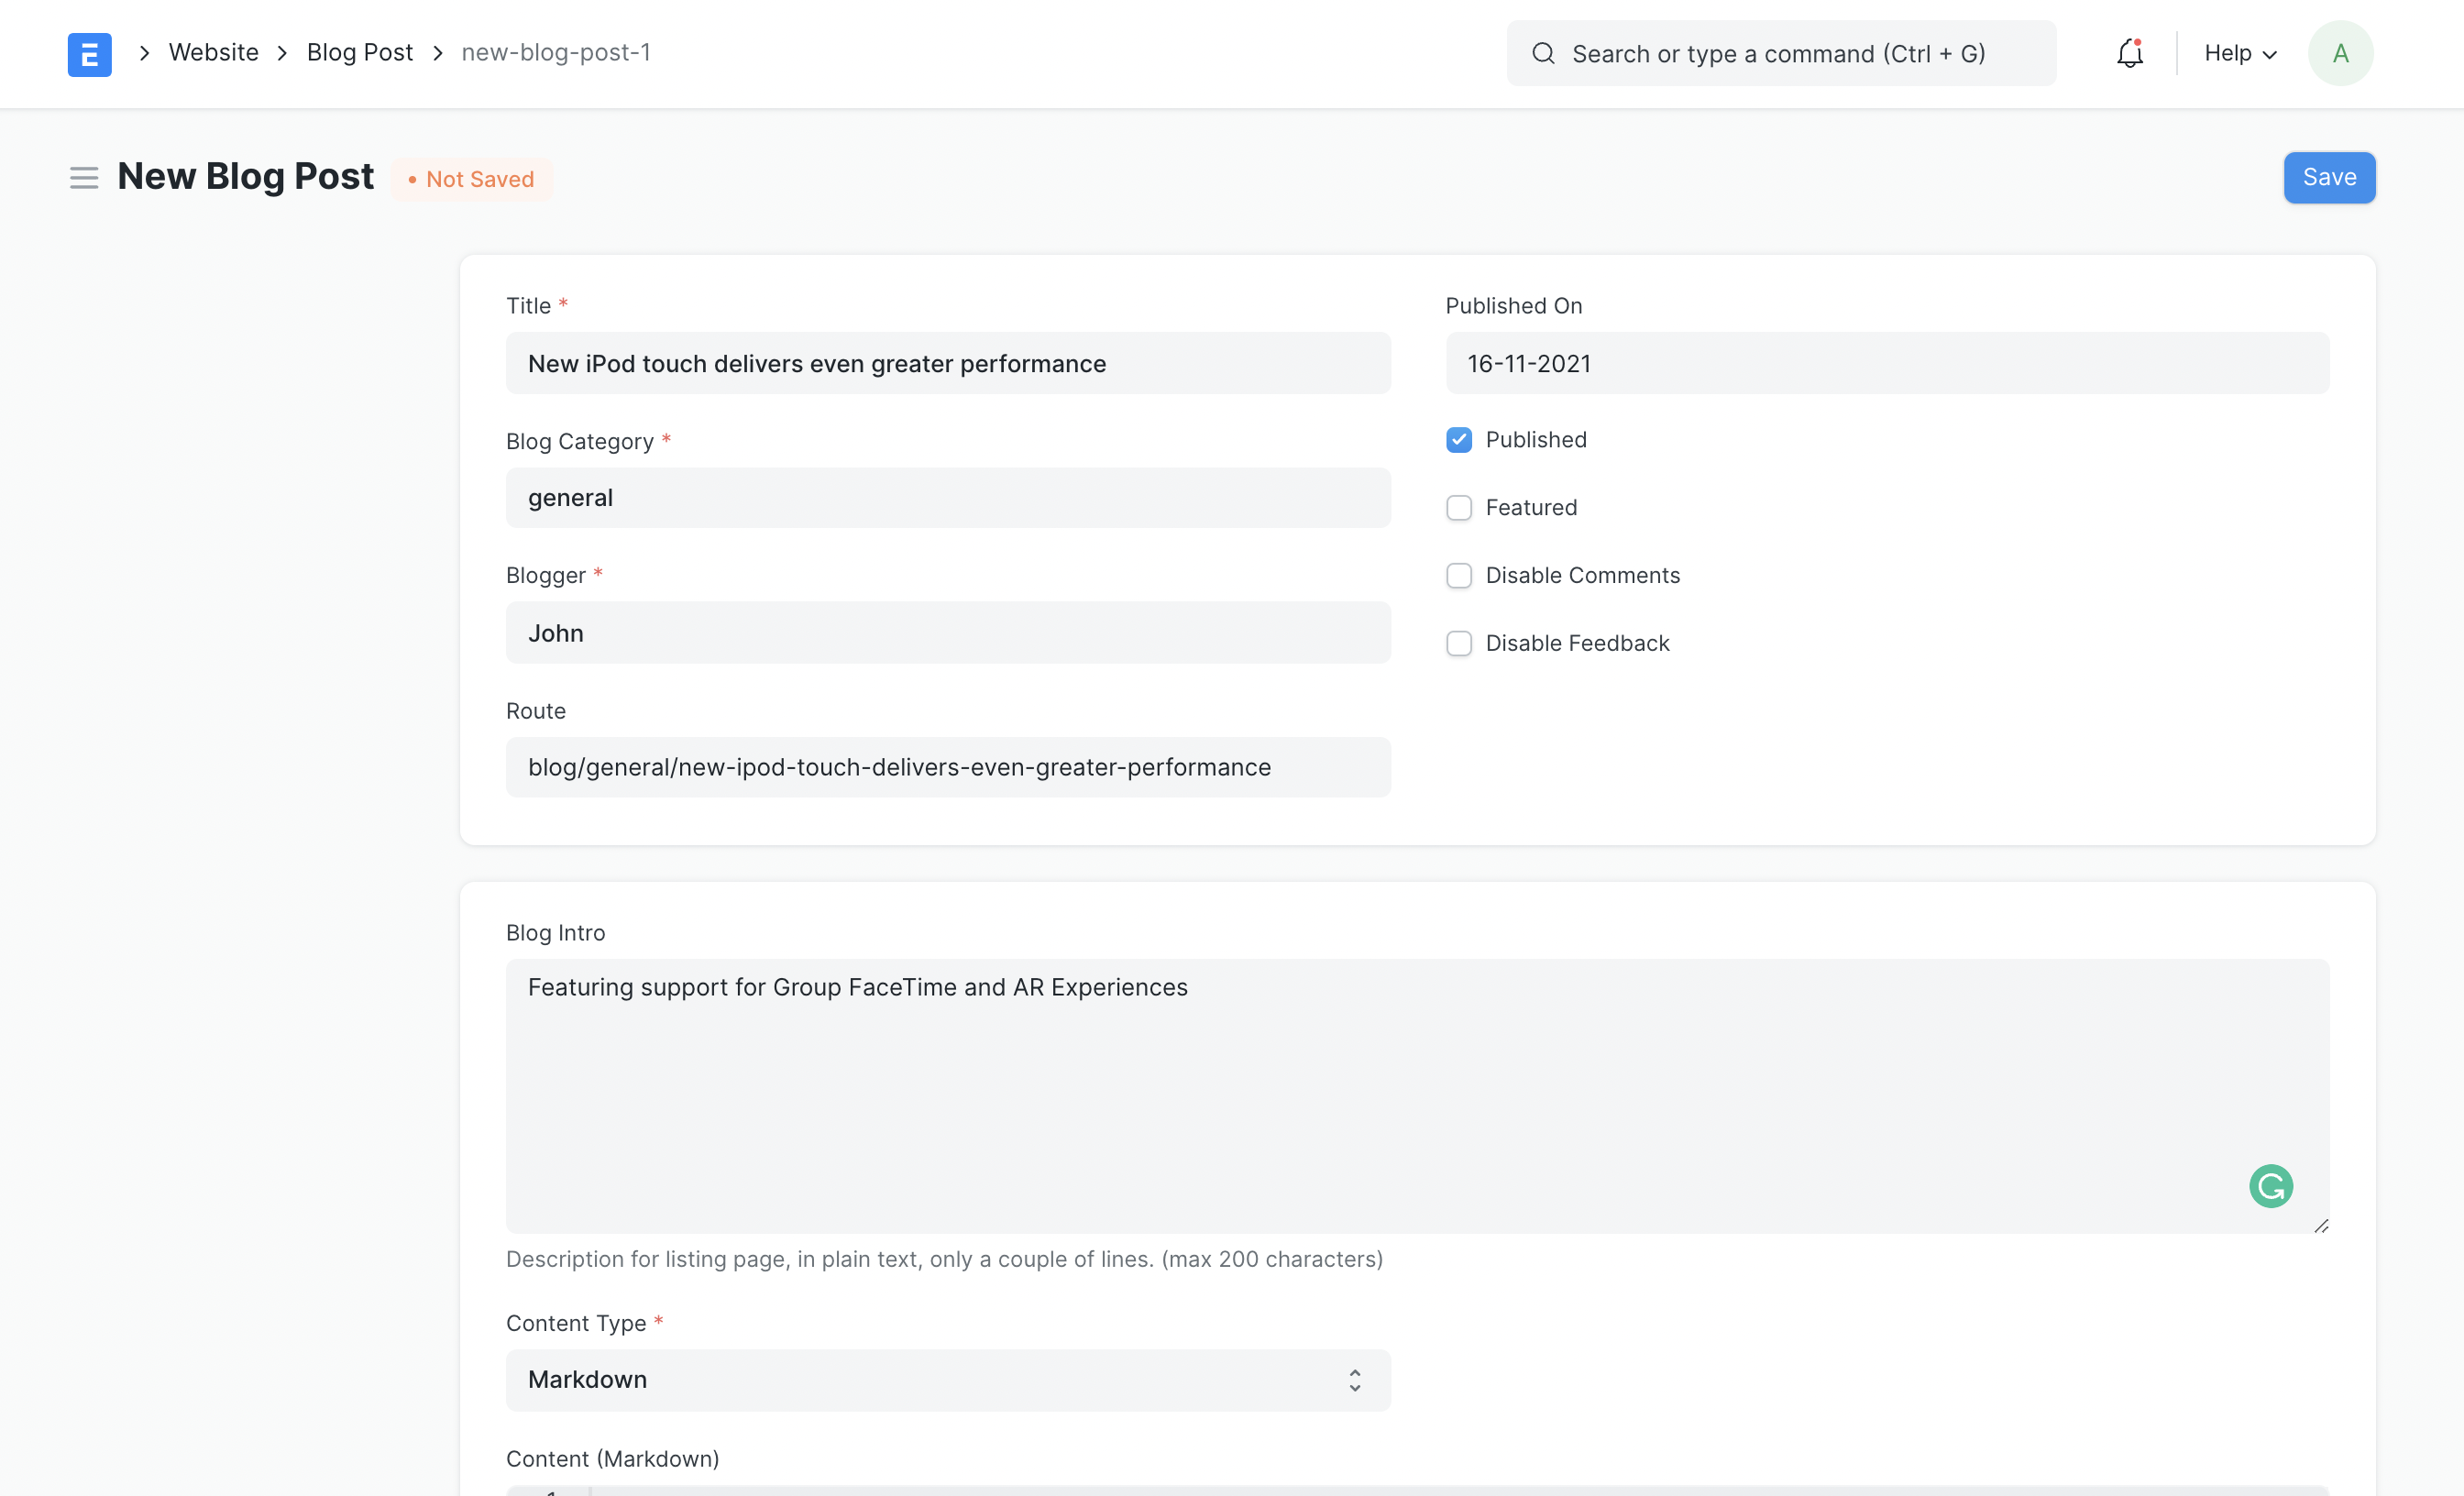 E Website Blog Post new-blog-post-1 Search or type a command (Ctrl + G) Help A
New Blog Post • Not Saved Save
Title * Published On
New iPod touch delivers even greater performance 16-11-2021
Blog Category * Published
general Featured
Blogger * Disable Comments
John Disable Feedback
Route
blog/general/new-ipod-touch-delivers-even-greater-performance
Blog Intro
Featuring support for Group FaceTime and AR Experiences
Description for listing page, in plain text, only a couple of lines. (max 200 characters)
Content Type *
Markdown
Content (Markdown)
1